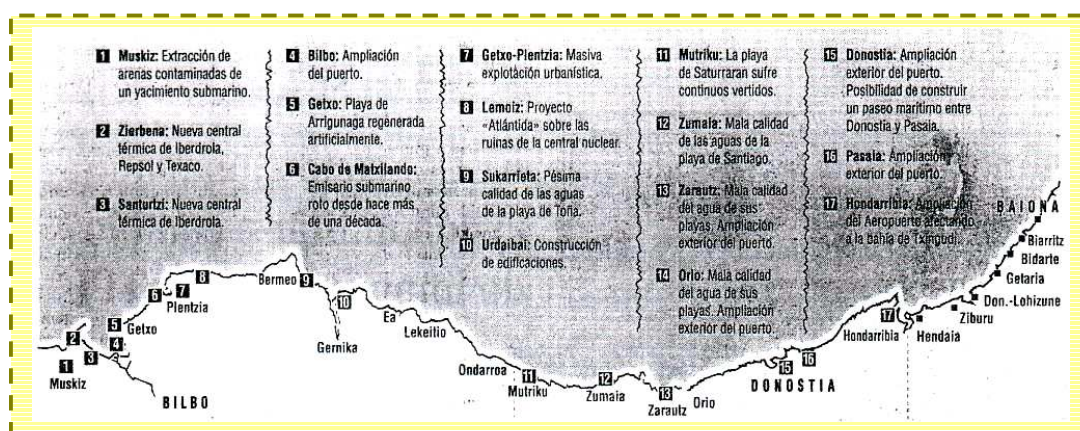 1 Muskiz: Extracción de
arenas contaminadas de
un yacimiento submarino.
2 Zierbena: Nueva central
térmica de Iberdrola,
Repsol y Texaco.
3 Santurtzi: Nueva central
térmica de Iberdrola.
4 Bilbo: Ampliación
del puerto.
5 Getxo: Playa de
Arrigunaga regenerada
artificialmente.
6 Cabo de Matxilando:
Emisario submarino
roto desde hace más
de una década.
7 Getxo-Plentzia: Masiva
explotación urbanística.
8 Lemoiz: Proyecto
«Atlántida» sobre las
ruinas de la central nuclear.
9 Sukarrieta: Pésima
calidad de las aguas
de la playa de Toña.
10 Urdaibai: Construcción
de edificaciones.
11 Mutriku: La playa
de Saturraran sufre
continuos vertidos.
12 Zumaia: Mala calidad
de las aguas de la
playa de Santiago.
13 Zarautz: Mala calidad
del agua de sus
playas. Ampliación
exterior del puerto.
14 Orio: Mala calidad
del agua de sus
playas. Ampliación
exterior del puerto.
15 Donostia: Ampliación
exterior del puerto.
Posibilidad de construir
un paseo marítimo entre
Donostia y Pasaia.
16 Pasaia: Ampliación
exterior del puerto.
17 Hondarribia: Ampliación
del Aeropuerto afectando
a la bahía de Txingudi.
BAIONA
Biarritz
Bidarte
Getaria
Don.-Lohizune
Ziburu
Hendaia
17
Hondarribia
16
15
DONOSTIA
Orio
13
Zarautz
12
Zumaia
11
Mutriku
Ondarroa
Lekeitio
Ea
10
Gernika
9
Bermeo
8
7
Plentzia
6
5
Getxo
4
3
2
1
Muskiz
BILBO